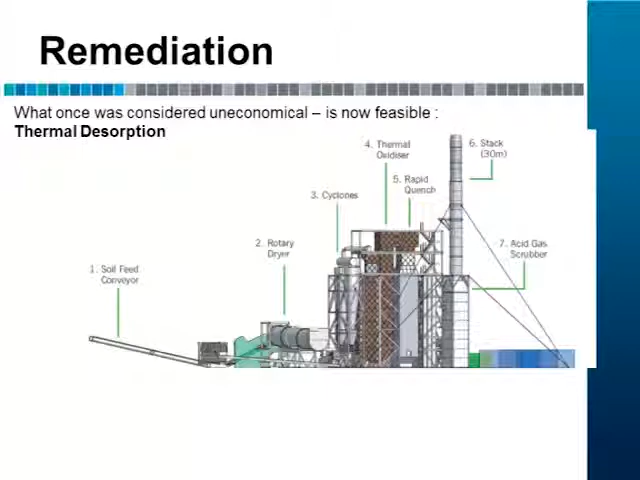 Remediation
What once was considered uneconomical – is now feasible :
Thermal Desorption
1. Soil Feed
Conveyor
2. Rotary
Dryer
3. Cyclones
4. Thermal
Oxidiser
5. Rapid
Quench
6. Stack
(30m)
7. Acid Gas
Scrubber